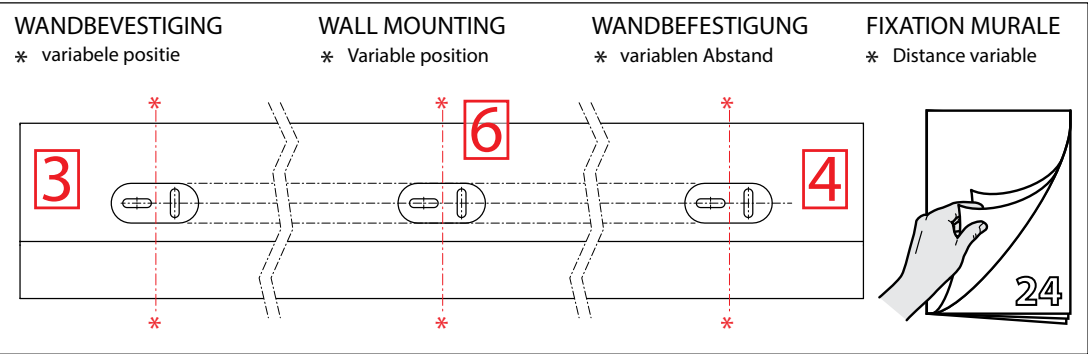 WANDBEVESTIGING
* variabele positie
WALL MOUNTING
* Variable position
WANDBEFESTIGUNG
* variablen Abstand
FIXATION MURALE
* Distance variable
* * *
3
6
4
* * *
24